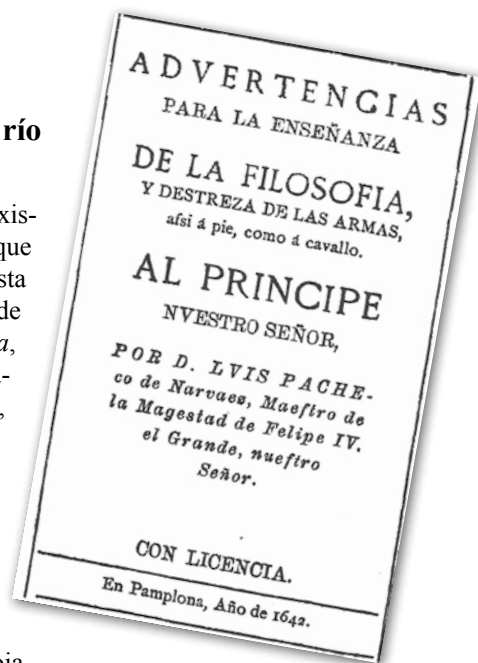 río
xis-
que
sta
de
a,
-
,
ADVERTENCIAS
PARA LA ENSEÑANZA
DE LA FILOSOFIA,
Y DESTREZA DE LAS ARMAS,
aſsi á pie, como á cavallo.
AL PRINCIPE
NVESTRO SEÑOR,
POR D. LVIS PACHE-
co de Narvaes, Maeſtro de
la Magestad de Felipe IV.
el Grande, nueſtro
Señor.
CON LICENCIA.
En Pamplona, Año de 1642.